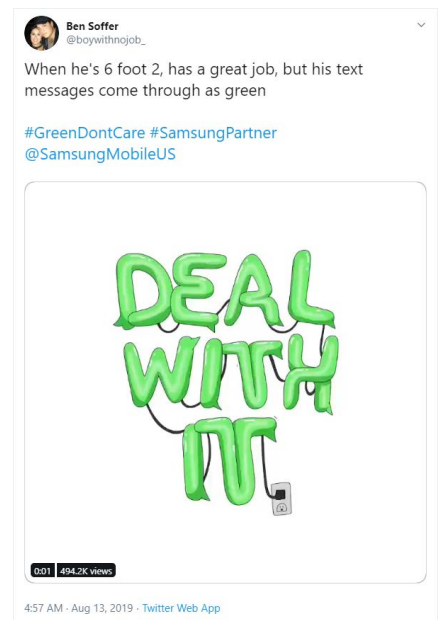 Ben Soffer
@boywithnojob_
When he's 6 foot 2, has a great job, but his text
messages come through as green
#GreenDontCare #SamsungPartner
@SamsungMobileUS
DEAL
WITH
IT
0:01 494.2K views
4:57 AM · Aug 13, 2019 · Twitter Web App